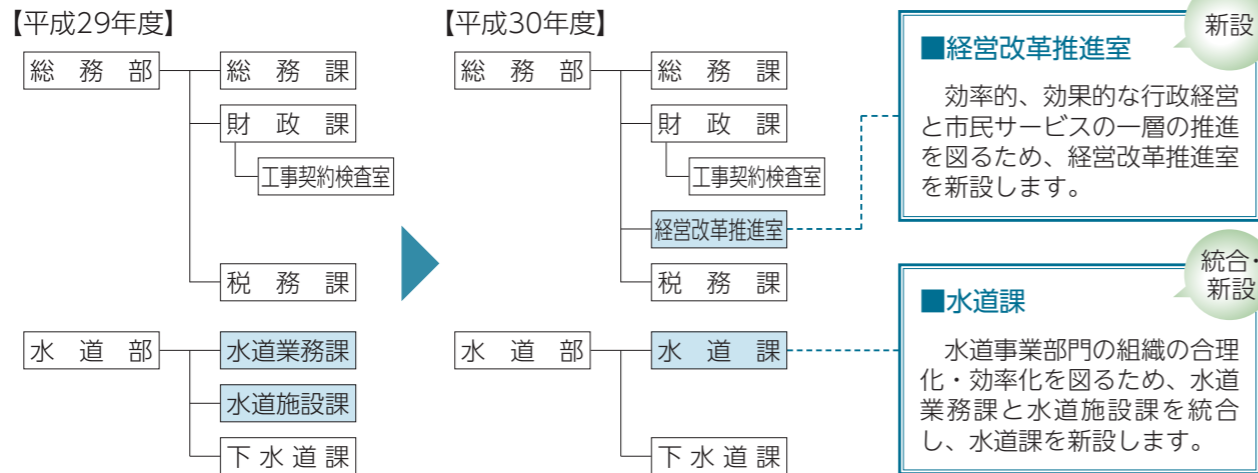 【平成29年度】
総務部
総務課
財政課
工事契約検査室
税務課
水道部
水道業務課
水道施設課
下水道課
【平成30年度】
総務部
総務課
財政課
工事契約検査室
経営改革推進室
税務課
水道部
水道課
下水道課
新設
■経営改革推進室
効率的、効果的な行政経営
と市民サービスの一層の推進
を図るため、経営改革推進室
を新設します。
統合・
新設
■水道課
水道事業部門の組織の合理
化・効率化を図るため、水道
業務課と水道施設課を統合
し、水道課を新設します。